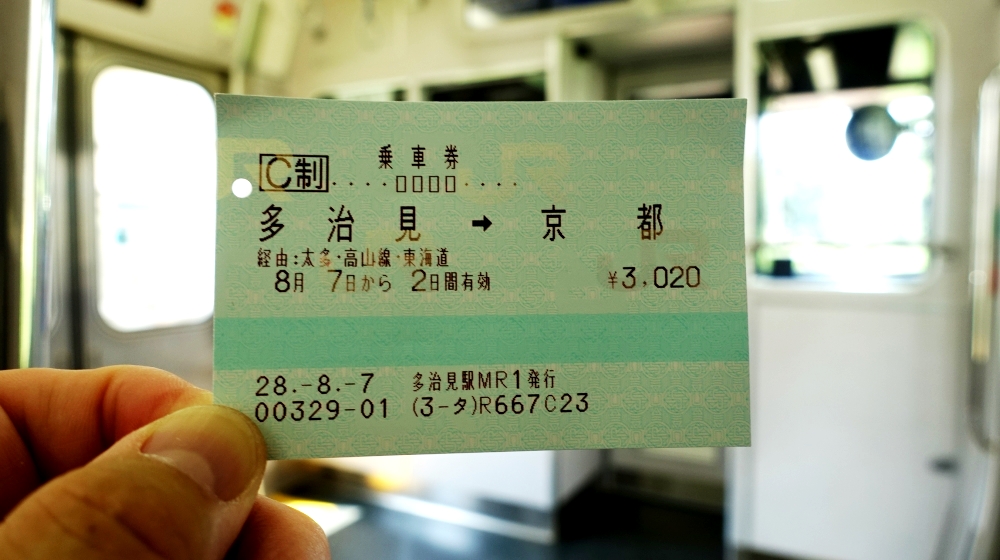 乗車券
C制 ····□□□□····
多治見 ➡ 京都
経由:太多·高山線·東海道
8月 7日から 2日間有効 ¥3,020
28.-8.-7 多治見駅MR1発行
00329-01 (3-タ)R667C23